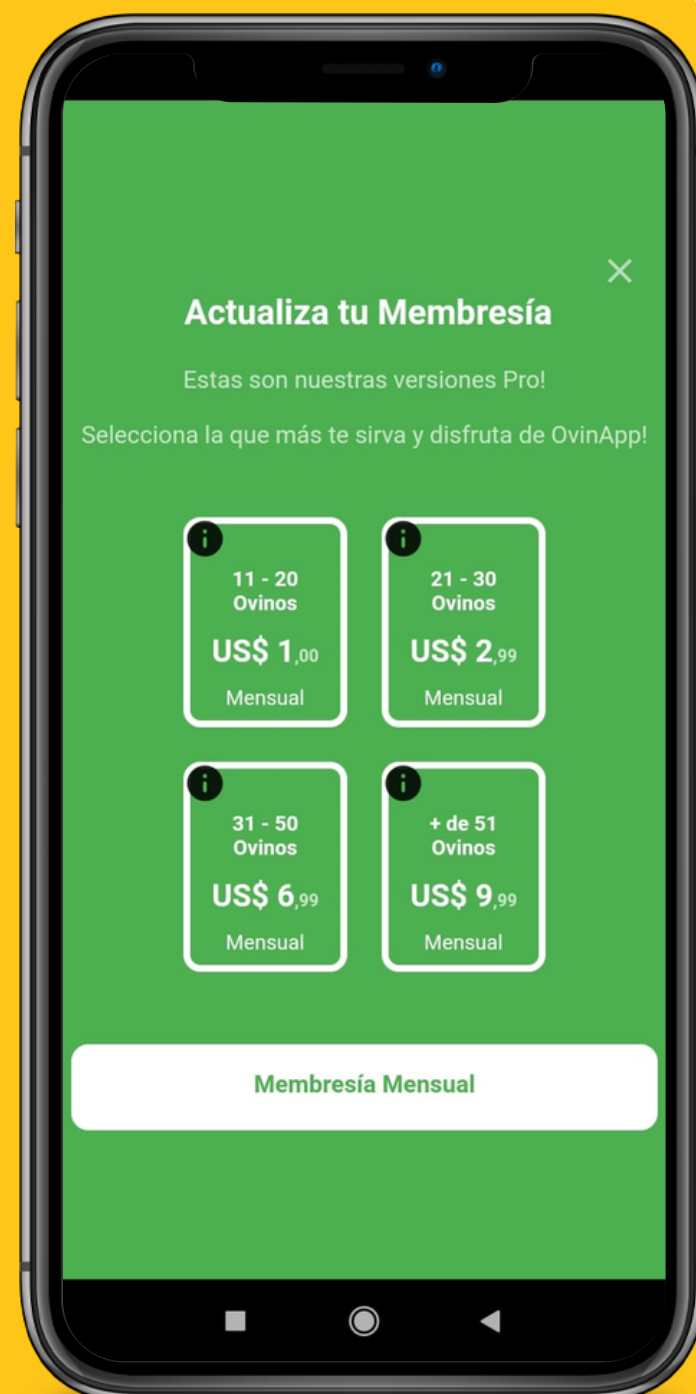 Actualiza tu Membresía
Estas son nuestras versiones Pro!
Selecciona la que más te sirva y disfruta de OvinApp!
i
11 - 20
Ovinos
US$ 1,00
Mensual
i
21 - 30
Ovinos
US$ 2,99
Mensual
i
31 - 50
Ovinos
US$ 6,99
Mensual
i
+ de 51
Ovinos
US$ 9,99
Mensual
Membresía Mensual